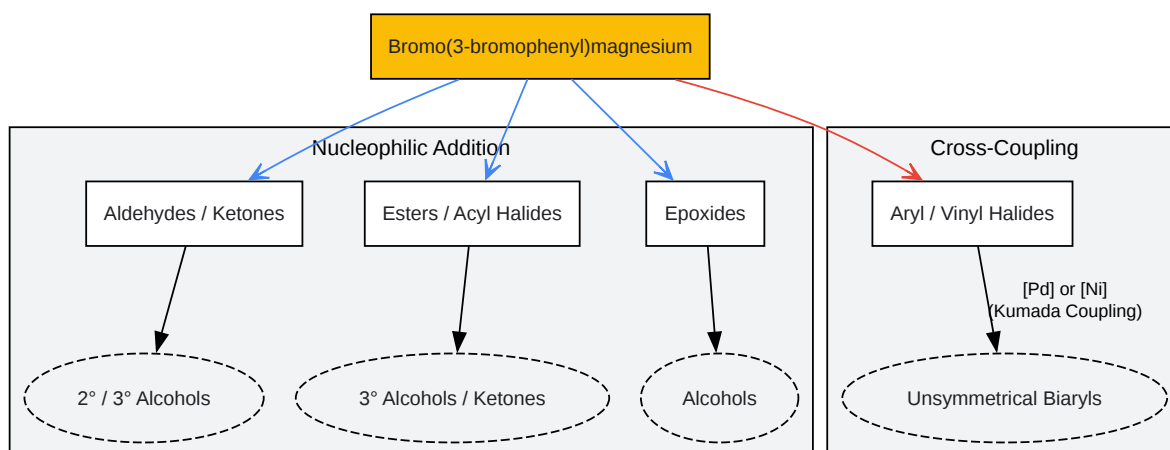 Bromo(3-bromophenyl)magnesium
Nucleophilic Addition
Cross-Coupling
Aldehydes / Ketones
Esters / Acyl Halides
Epoxides
Aryl / Vinyl Halides
[Pd] or [Ni]
(Kumada Coupling)
2° / 3° Alcohols
3° Alcohols / Ketones
Alcohols
Unsymmetrical Biaryls